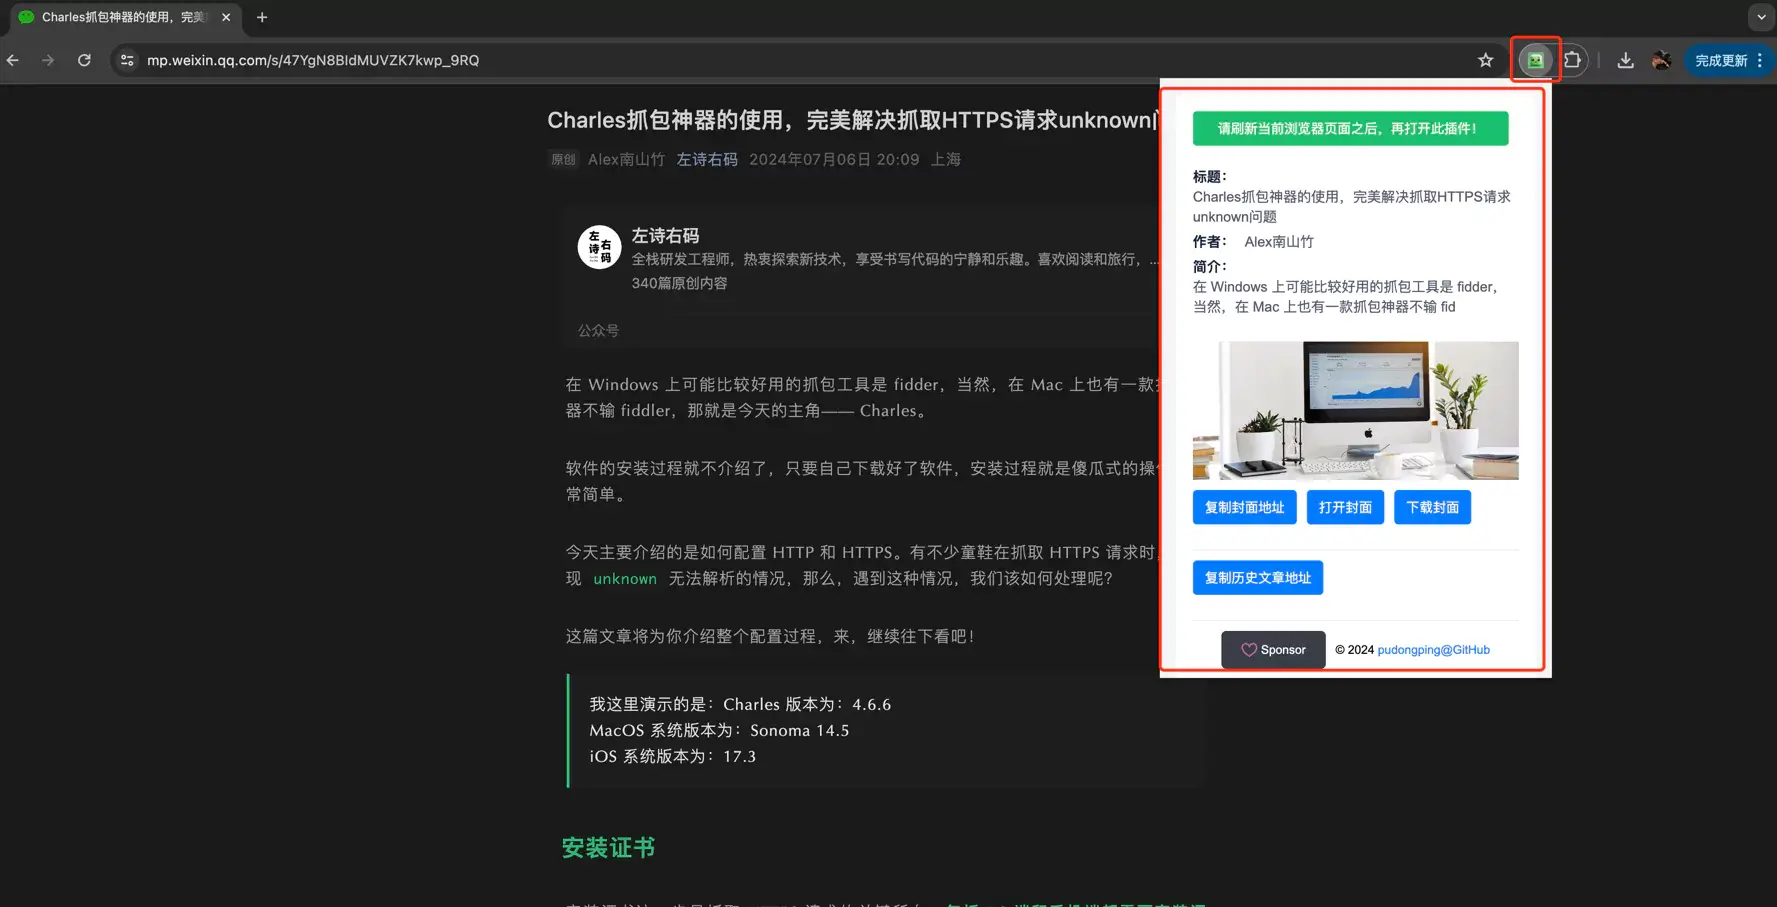 Charles抓包神器的使用，完美
mp.weixin.qq.com/s/47YgN8BIdMUVZK7kwp_9RQ
完成更新
Charles抓包神器的使用，完美解决抓取HTTPS请求unknown
原创 Alex南山竹 左诗右码 2024年07月06日 20:09 上海
左诗右码
左诗右码
全栈研发工程师，热衷探索新技术，享受书写代码的宁静和乐趣。喜欢阅读和旅行，...
340篇原创内容
公众号
在 Windows 上可能比较好用的抓包工具是 fidder，当然，在 Mac 上也有一款
器不输 fiddler，那就是今天的主角—— Charles。
软件的安装过程就不介绍了，只要自己下载好了软件，安装过程就是傻瓜式的操
常简单。
今天主要介绍的是如何配置 HTTP 和 HTTPS。有不少童鞋在抓取 HTTPS 请求时，
现 unknown 无法解析的情况，那么，遇到这种情况，我们该如何处理呢？
这篇文章将为你介绍整个配置过程，来，继续往下看吧！
我这里演示的是：Charles 版本为：4.6.6
MacOS 系统版本为：Sonoma 14.5
iOS 系统版本为：17.3
安装证书
请刷新当前浏览器页面之后，再打开此插件！
标题：
Charles抓包神器的使用，完美解决抓取HTTPS请求
unknown问题
作者： Alex南山竹
简介：
在 Windows 上可能比较好用的抓包工具是 fidder，
当然，在 Mac 上也有一款抓包神器不输 fid
复制封面地址 打开封面 下载封面
复制历史文章地址
Sponsor © 2024 pudongping@GitHub